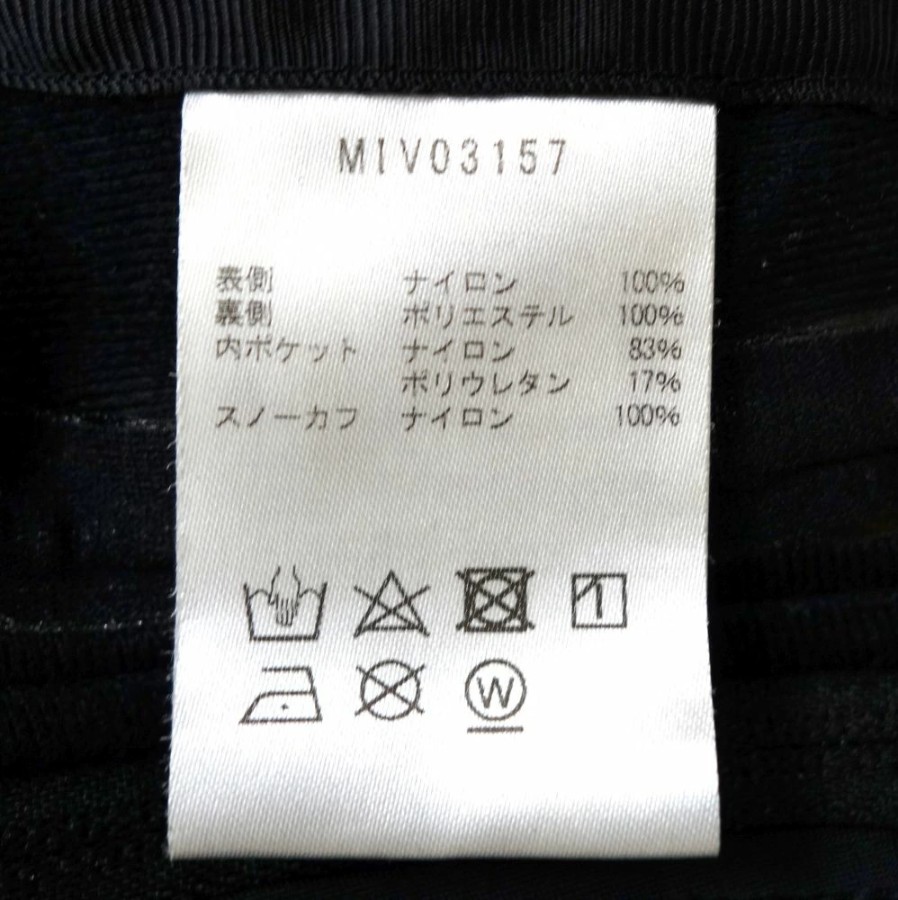 MIV03157
表側 ナイロン 100%
裏側 ポリエステル 100%
内ポケット ナイロン 83%
ポリウレタン 17%
スノーカフ ナイロン 100%
W